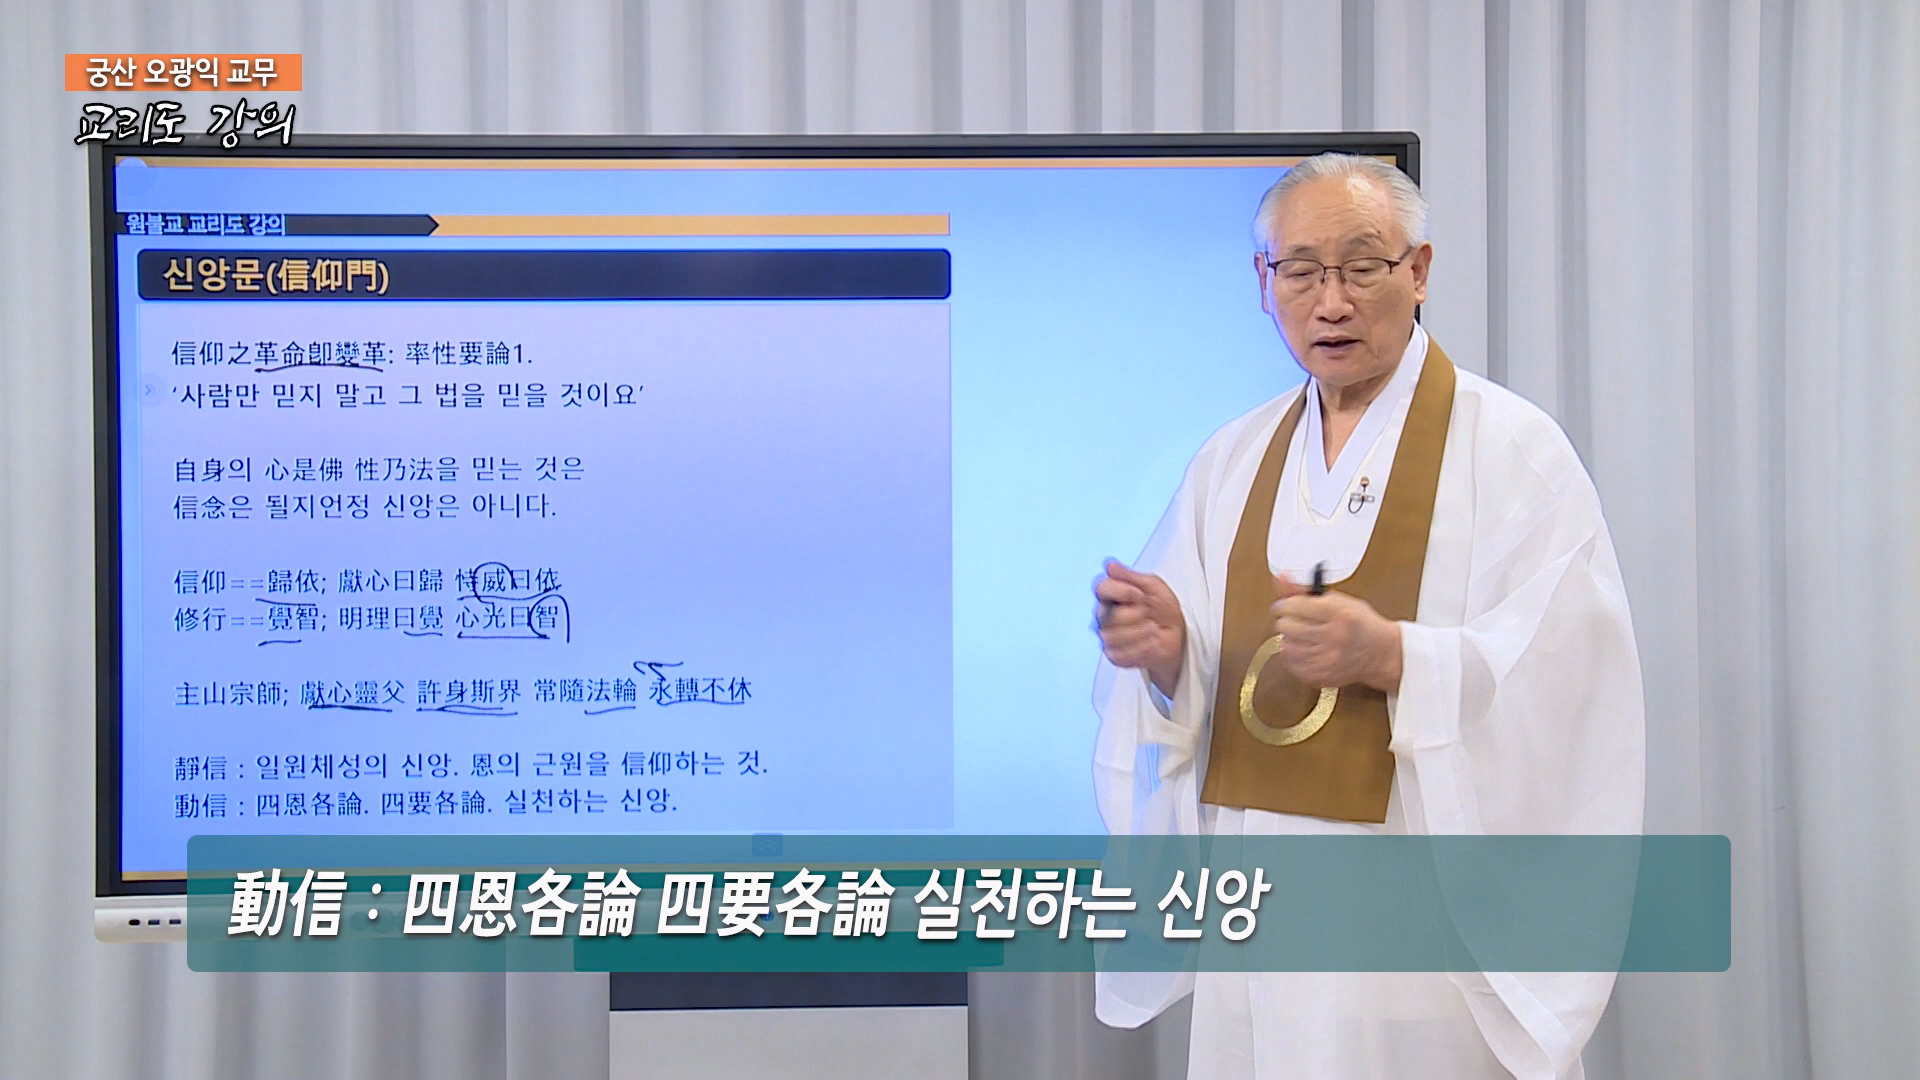 궁산 오광익 교무
교리도 강의
원불교 교리도 강의
신앙문(信仰門)
信仰之革命卽變革: 率性要論1.
‘사람만 믿지 말고 그 법을 믿을 것이요’
自身의 心是佛 性乃法을 믿는 것은
信念은 될지언정 신앙은 아니다.
信仰==歸依; 獻心曰歸 恃威曰依
修行==覺智; 明理曰覺 心光曰智
主山宗師; 獻心靈父 許身斯界 常隨法輪 永轉不休
靜信 : 일원체성의 신앙. 恩의 근원을 信仰하는 것.
動信 : 四恩各論. 四要各論. 실천하는 신앙.
動信 : 四恩各論 四要各論 실천하는 신앙